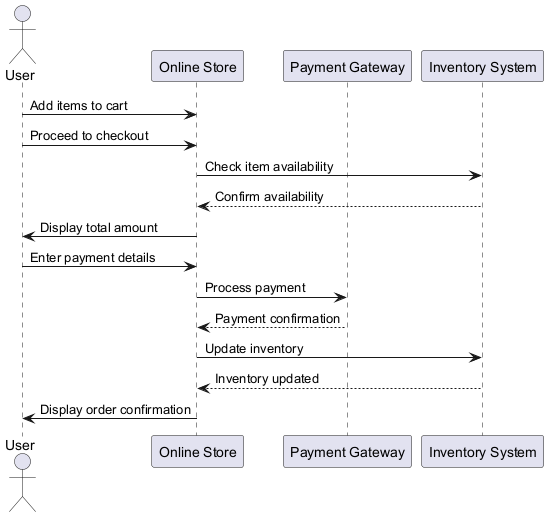 User
Online Store
Payment Gateway
Inventory System
Add items to cart
Proceed to checkout
Check item availability
Confirm availability
Display total amount
Enter payment details
Process payment
Payment confirmation
Update inventory
Inventory updated
Display order confirmation
User
Online Store
Payment Gateway
Inventory System